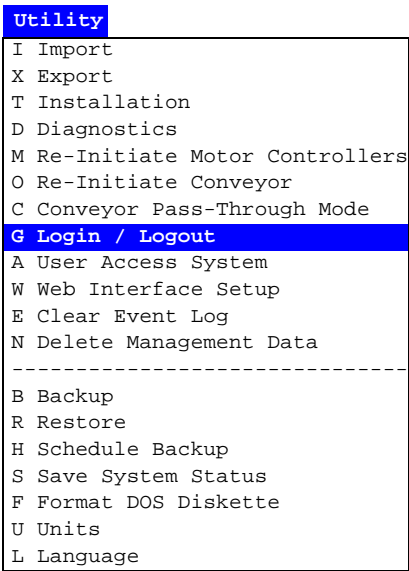 Utility
I Import
X Export
T Installation
D Diagnostics
M Re-Initiate Motor Controllers
O Re-Initiate Conveyor
C Conveyor Pass-Through Mode
G Login / Logout
A User Access System
W Web Interface Setup
E Clear Event Log
N Delete Management Data
-------------------------------
B Backup
R Restore
H Schedule Backup
S Save System Status
F Format DOS Diskette
U Units
L Language